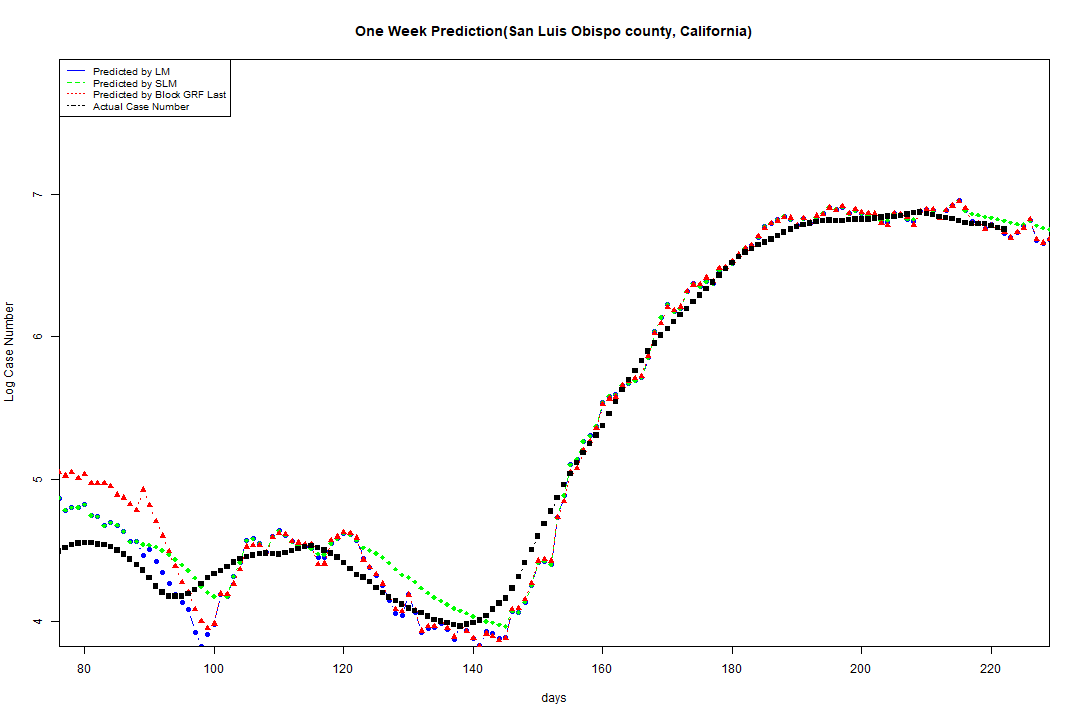 One Week Prediction(San Luis Obispo county, California)
Predicted by LM
Predicted by SLM
Predicted by Block GRF Last
Actual Case Number
Log Case Number
7
6
5
4
80 100 120 140 160 180 200 220
days